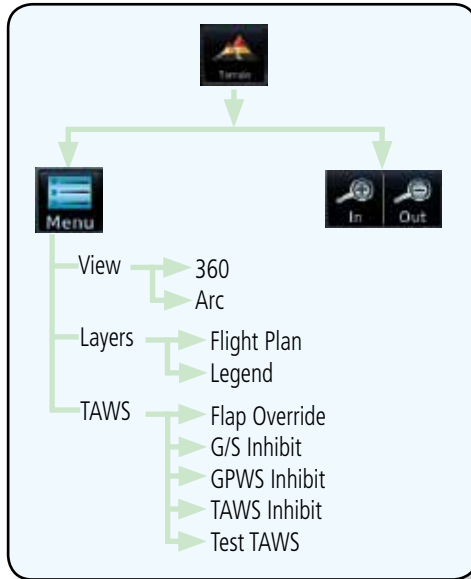 Terrain
Menu
In Out
View 360
Arc
Layers Flight Plan
Legend
TAWS Flap Override
G/S Inhibit
GPWS Inhibit
TAWS Inhibit
Test TAWS